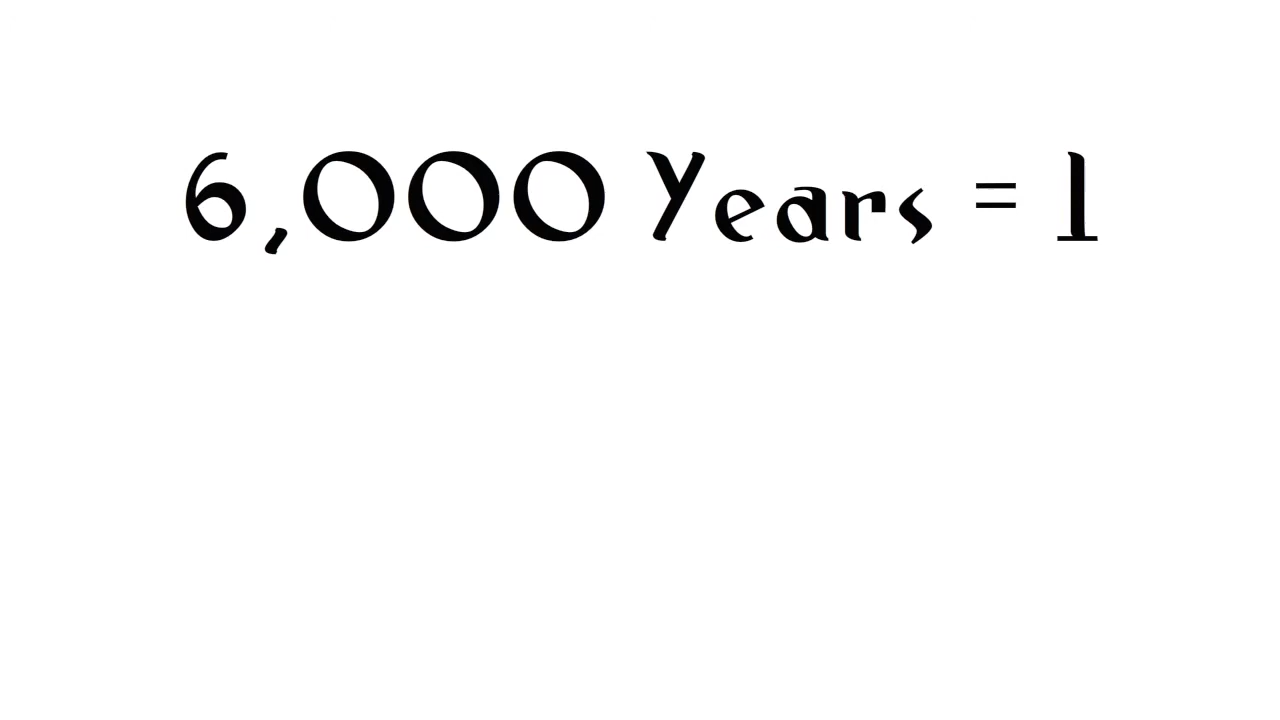 6,000 Years = 1